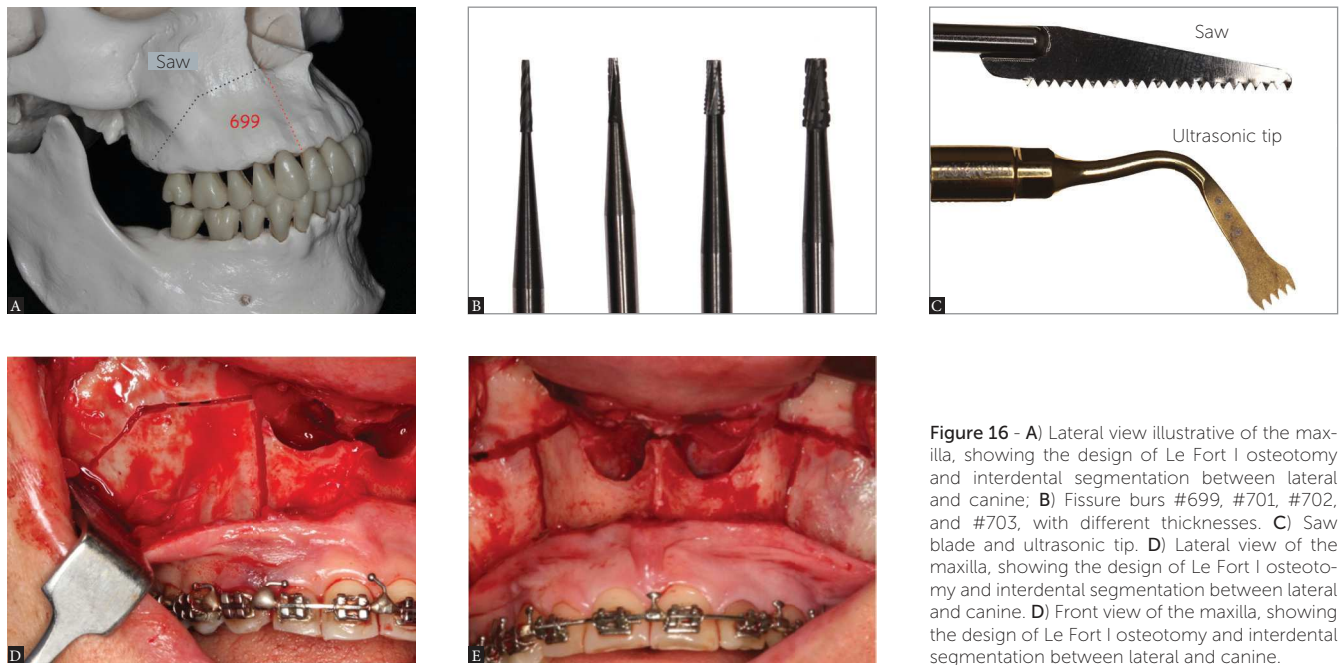 Saw
699
A
B
Saw
Ultrasonic tip
C
D
E
Figure 16 - A) Lateral view illustrative of the max-
illa, showing the design of Le Fort I osteotomy
and interdental segmentation between lateral
and canine; B) Fissure burs #699, #701, #702,
and #703, with different thicknesses. C) Saw
blade and ultrasonic tip. D) Lateral view of the
maxilla, showing the design of Le Fort I osteoto-
my and interdental segmentation between lateral
and canine. D) Front view of the maxilla, showing
the design of Le Fort I osteotomy and interdental
segmentation between lateral and canine.